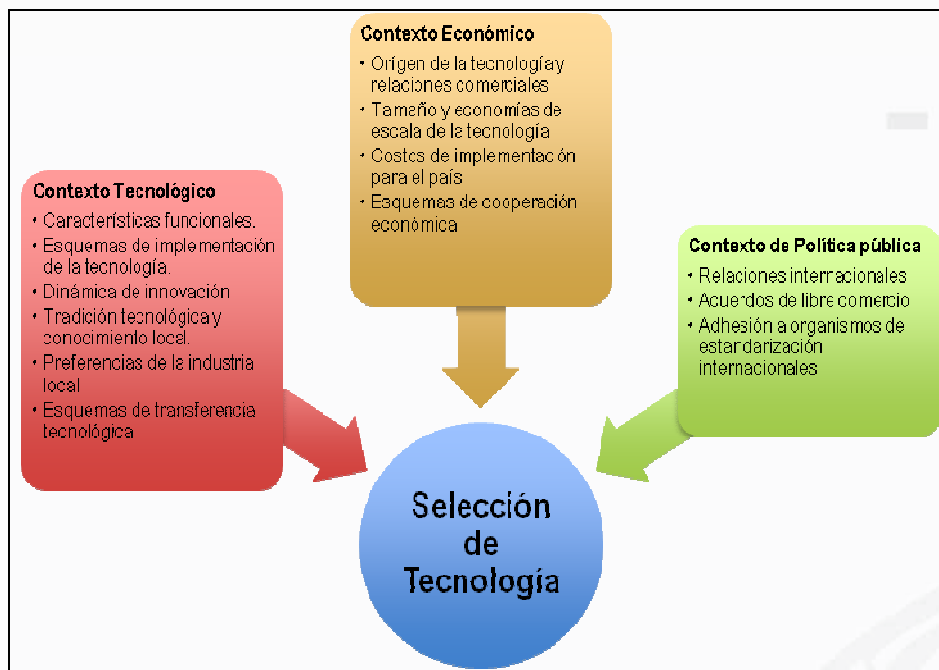 Contexto Económico
• Orígen de la tecnología y
relaciones comerciales
• Tamaño y economías de
escala de la tecnología
• Costos de implementación
para el país
• Esquemas de cooperación
económica
Contexto Tecnológico
• Características funcionales.
• Esquemas de implementación
de la tecnología.
• Dinámica de innovación
• Tradición tecnológica y
conocimiento local.
• Preferencias de la industria
local
• Esquemas de transferencia
tecnológica
Contexto de Política pública
• Relaciones internacionales
• Acuerdos de libre comercio
• Adhesión a organismos de
estandarización
internacionales
Selección
de
Tecnología